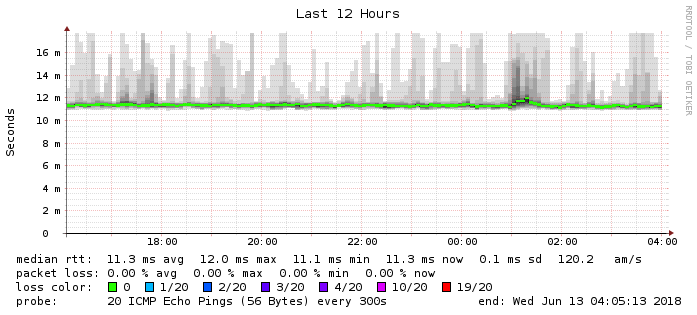 Last 12 Hours
RRDTOOL / TOBI OETIKER
Seconds
16 m
14 m
12 m
10 m
8 m
6 m
4 m
2 m
0
18:00 20:00 22:00 00:00 02:00 04:00
median rtt: 11.3 ms avg 12.0 ms max 11.1 ms min 11.3 ms now 0.1 ms sd 120.2 am/s
packet loss: 0.00 % avg 0.00 % max 0.00 % min 0.00 % now
loss color: 0 1/20 2/20 3/20 4/20 10/20 19/20
probe: 20 ICMP Echo Pings (56 Bytes) every 300s end: Wed Jun 13 04:05:13 2018